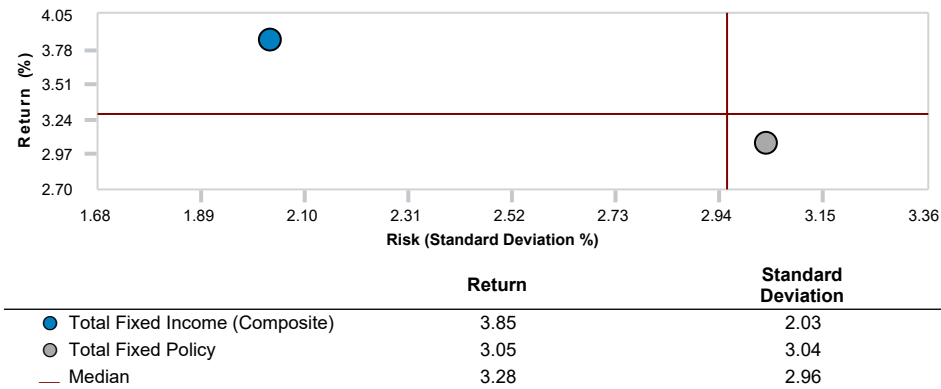 4.05
3.78
3.51
3.24
2.97
2.70
Return (%)
1.68 1.89 2.10 2.31 2.52 2.73 2.94 3.15 3.36
Risk (Standard Deviation %)
Return Standard Deviation
Total Fixed Income (Composite) 3.85 2.03
Total Fixed Policy 3.05 3.04
Median 3.28 2.96